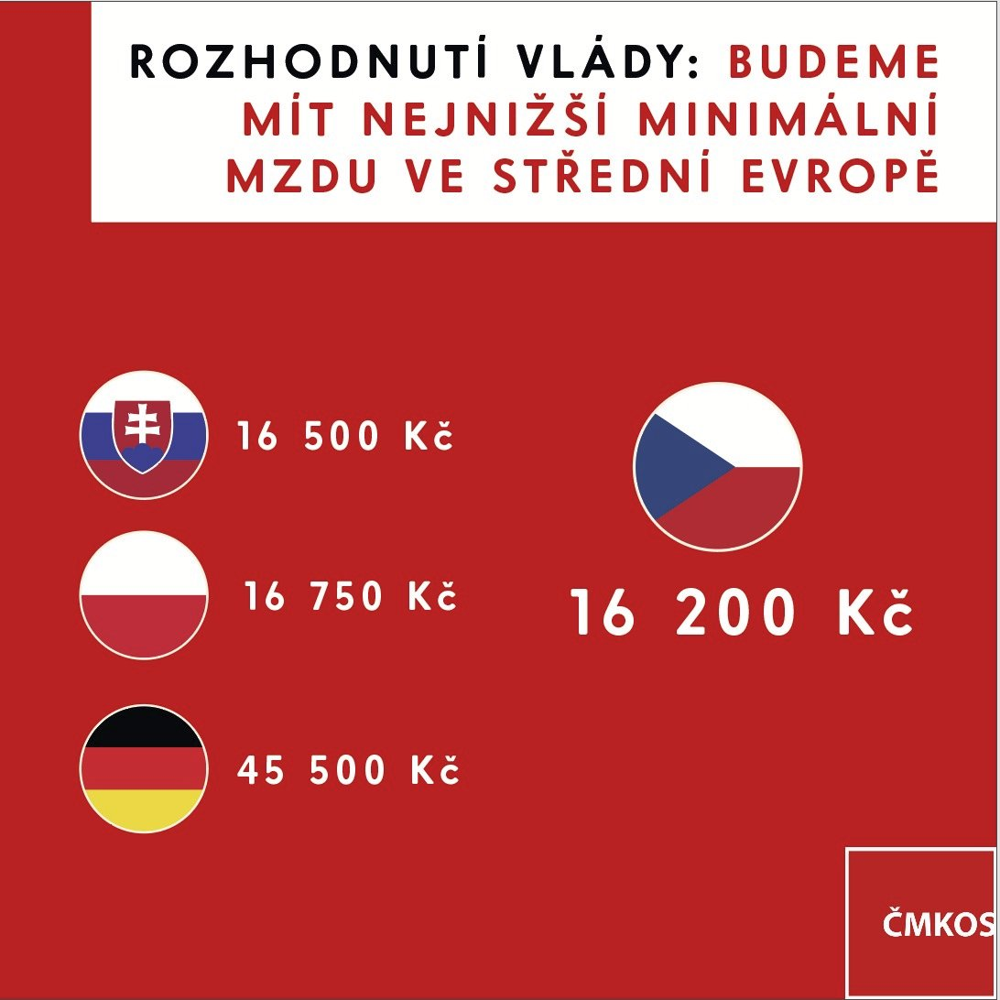 ROZHODNUTÍ VLÁDY: BUDEME
MÍT NEJNIŽŠÍ MINIMÁLNÍ
MZDU VE STŘEDNÍ EVROPĚ
16 500 Kč
16 750 Kč
45 500 Kč
16 200 Kč
ČMKOS